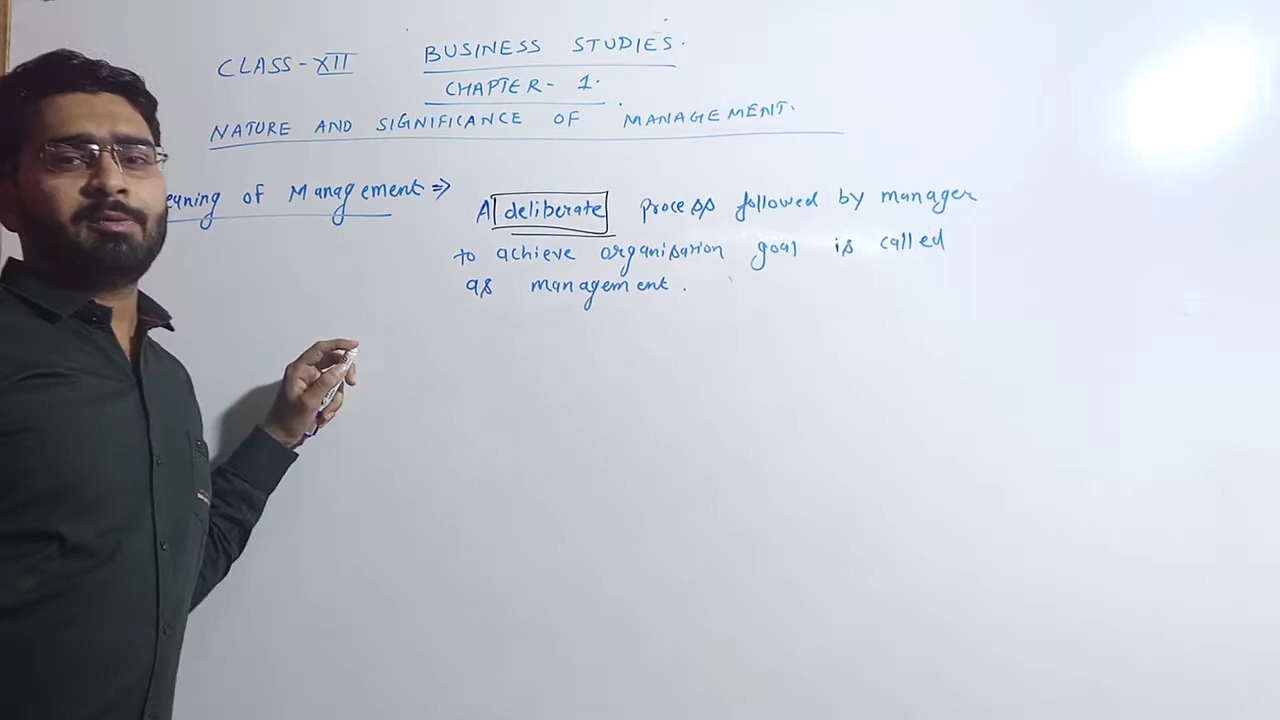 CLASS-XII BUSINESS STUDIES.
CHAPTER- 1.
NATURE AND SIGNIFICANCE OF MANAGEMENT.
eaning of Management ⇒ A deliberate process followed by manager
to achieve organisation goal is called
as management.